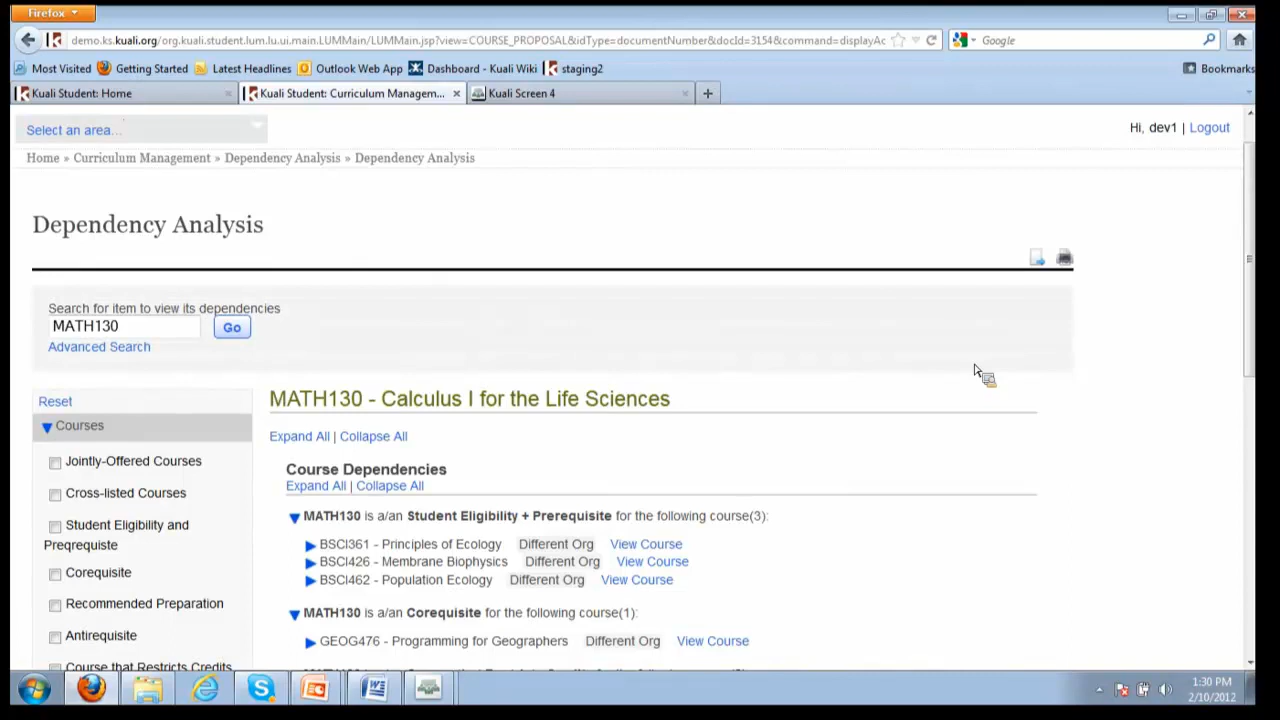 Firefox
demo.ks.kuali.org/org.kuali.student.lum.lu.ui.main.LUMMain/LUMMain.jsp?view=COURSE_PROPOSAL&idType=documentNumber&docId=3154&command=displayAc
Google
Most Visited Getting Started Latest Headlines Outlook Web App Dashboard - Kuali Wiki staging2 Bookmarks
Kuali Student: Home Kuali Student: Curriculum Managem... Kuali Screen 4
Select an area...
Hi, dev1 | Logout
Home » Curriculum Management » Dependency Analysis » Dependency Analysis
Dependency Analysis
Search for item to view its dependencies
MATH130 Go
Advanced Search
Reset
Courses
Jointly-Offered Courses
Cross-listed Courses
Student Eligibility and
Preqrequiste
Corequisite
Recommended Preparation
Antirequisite
Course that Restricts Credits
MATH130 - Calculus I for the Life Sciences
Expand All | Collapse All
Course Dependencies
Expand All | Collapse All
MATH130 is a/an Student Eligibility + Prerequisite for the following course(3):
BSCI361 - Principles of Ecology Different Org View Course
BSCI426 - Membrane Biophysics Different Org View Course
BSCI462 - Population Ecology Different Org View Course
MATH130 is a/an Corequisite for the following course(1):
GEOG476 - Programming for Geographers Different Org View Course
1:30 PM
2/10/2012